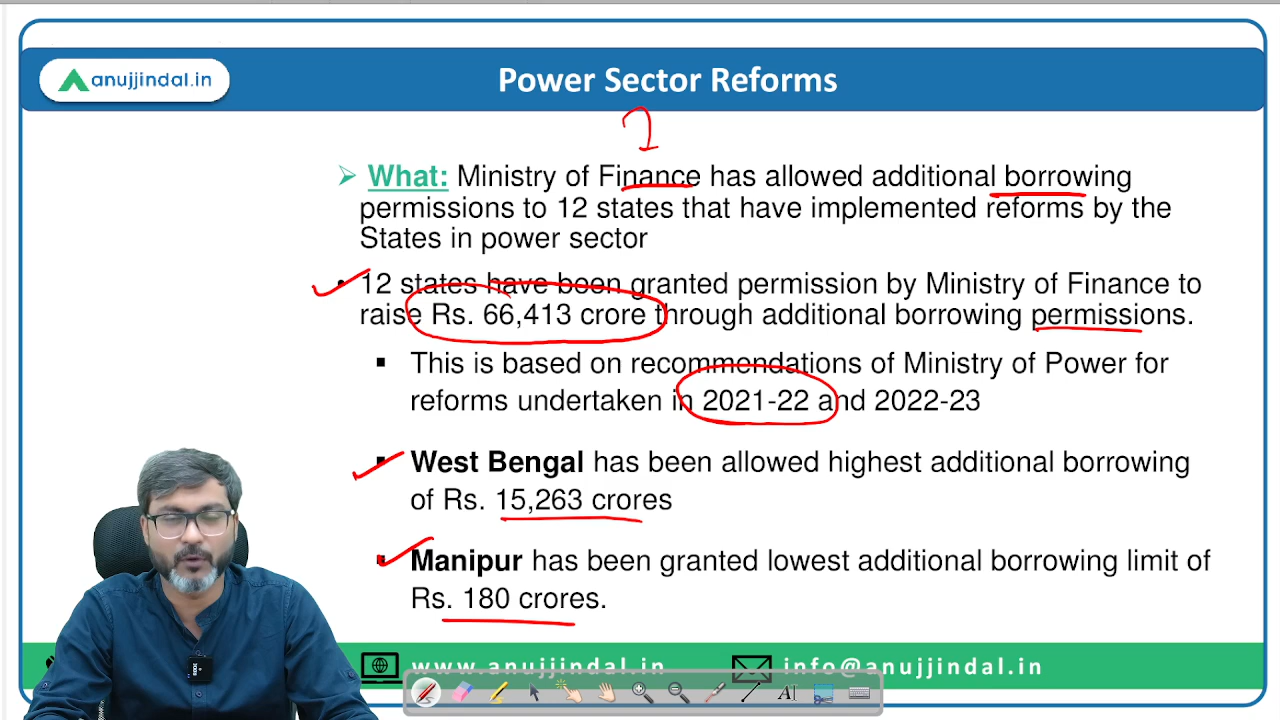 anujjindal.in
Power Sector Reforms
What: Ministry of Finance has allowed additional borrowing
permissions to 12 states that have implemented reforms by the
States in power sector
12 states have been granted permission by Ministry of Finance to
raise Rs. 66,413 crore through additional borrowing permissions.
This is based on recommendations of Ministry of Power for
reforms undertaken in 2021-22 and 2022-23
West Bengal has been allowed highest additional borrowing
of Rs. 15,263 crores
Manipur has been granted lowest additional borrowing limit of
Rs. 180 crores.
www.anujjindal.in
info@anujjindal.in